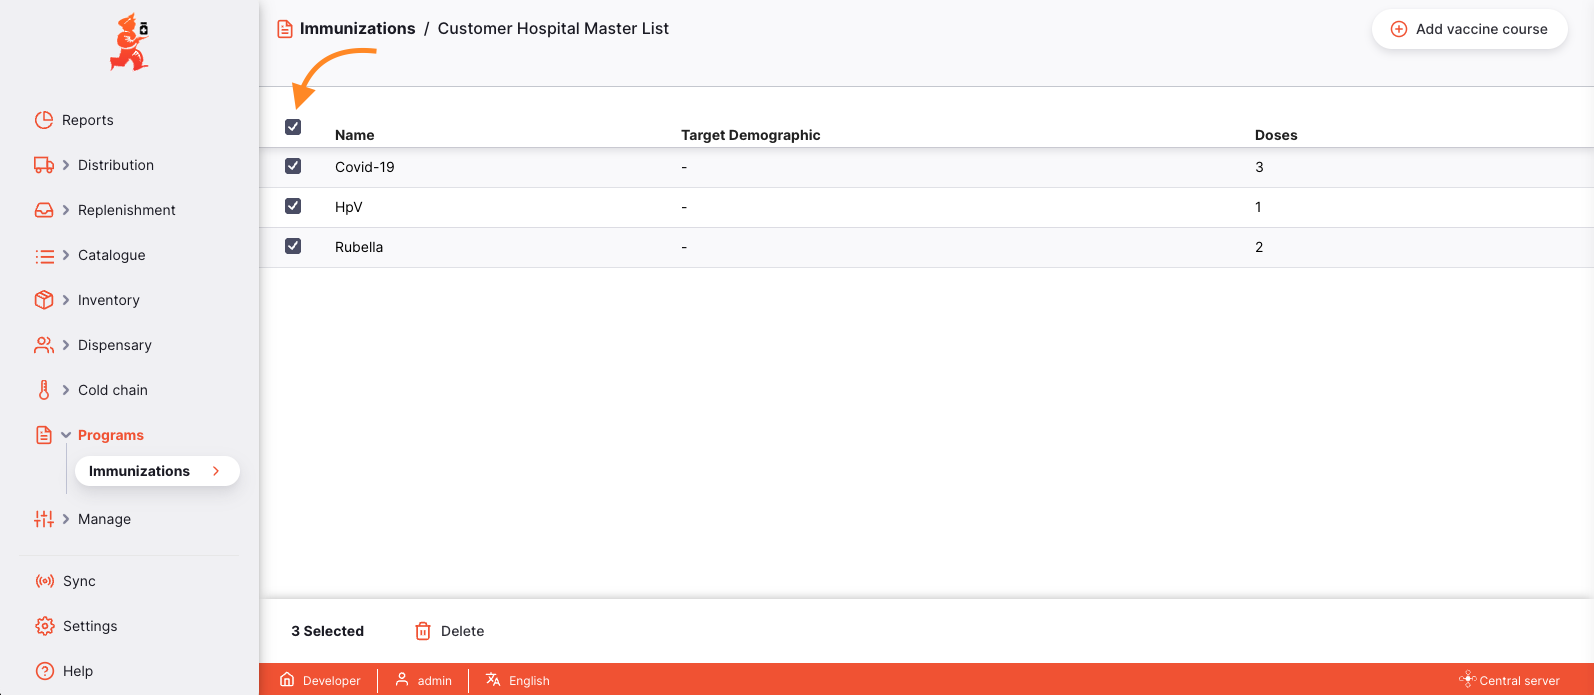 Immunizations / Customer Hospital Master List
Add vaccine course
Reports
Distribution
Replenishment
Catalogue
Inventory
Dispensary
Cold chain
Programs
Immunizations
Manage
Sync
Settings
Help
Name Target Demographic Doses
Covid-19 - 3
HpV - 1
Rubella - 2
3 Selected Delete
Developer admin English Central server